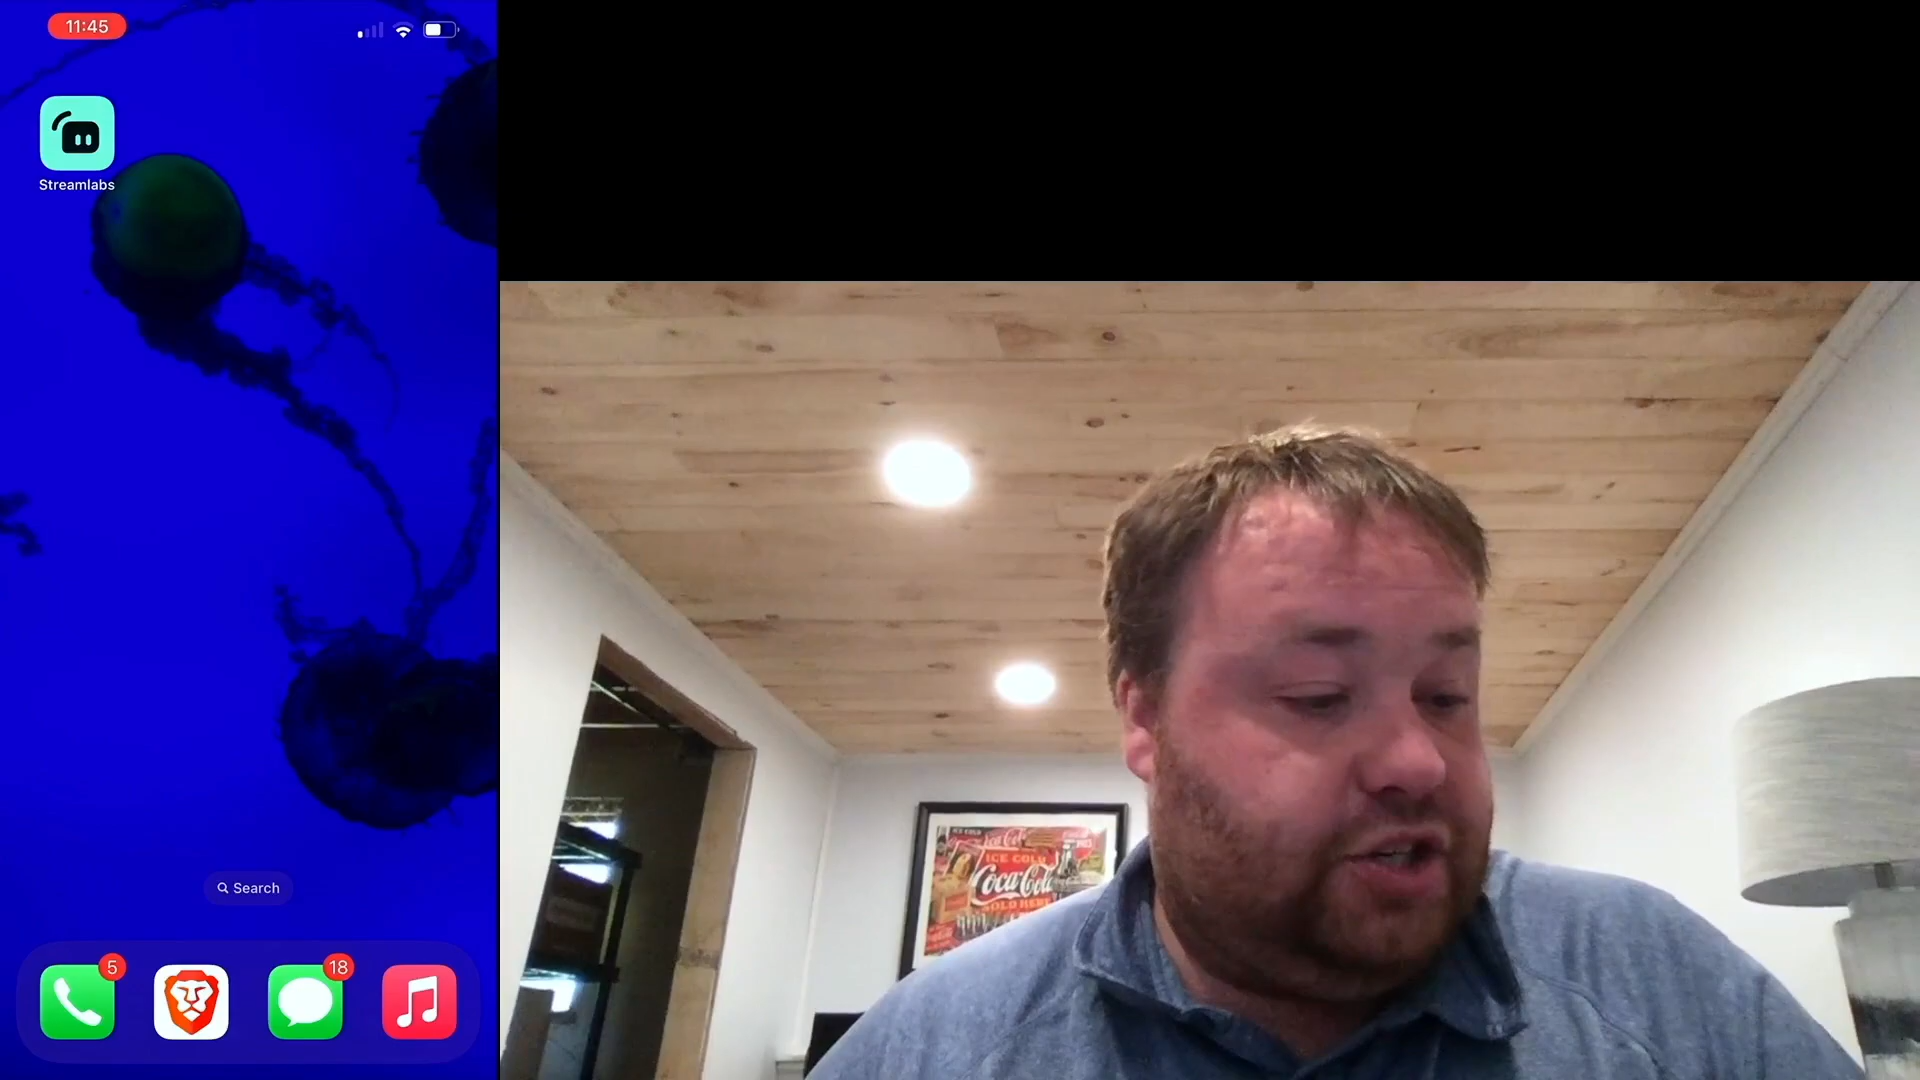 11:45
Streamlabs
Search
5
18
ICE COLD
Coca-Cola
SOLD HERE